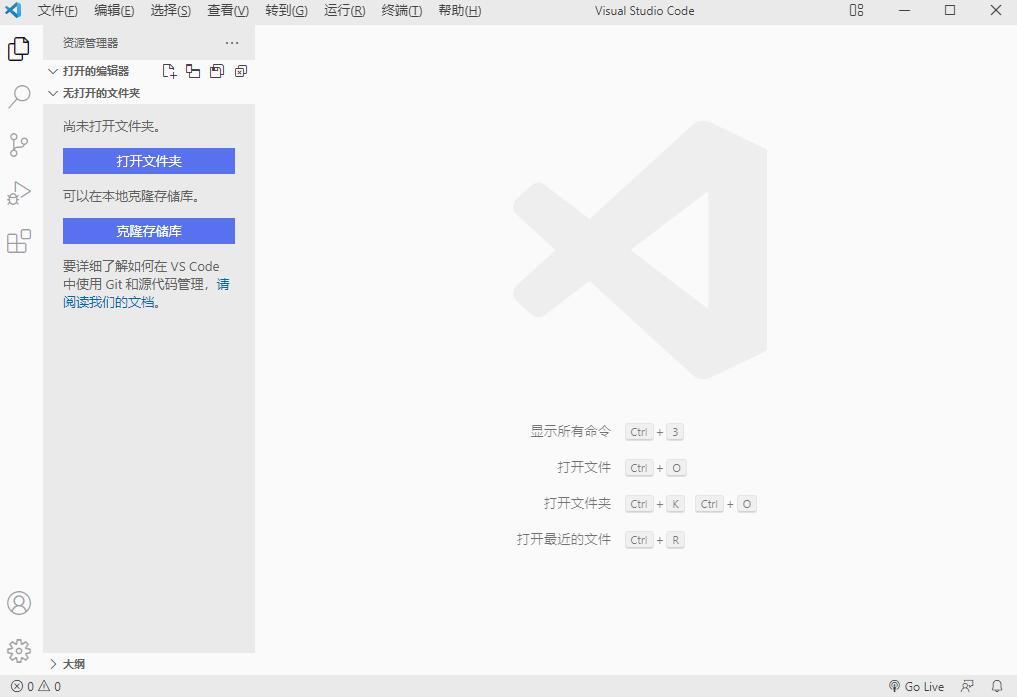 文件(F) 编辑(E) 选择(S) 查看(V) 转到(G) 运行(R) 终端(T) 帮助(H) Visual Studio Code
资源管理器
打开的编辑器
无打开的文件夹
尚未打开文件夹。
打开文件夹
可以在本地克隆存储库。
克隆存储库
要详细了解如何在 VS Code
中使用 Git 和源代码管理，请
阅读我们的文档。
显示所有命令 Ctrl + 3
打开文件 Ctrl + O
打开文件夹 Ctrl + K Ctrl + O
打开最近的文件 Ctrl + R
大纲
0 0 Go Live